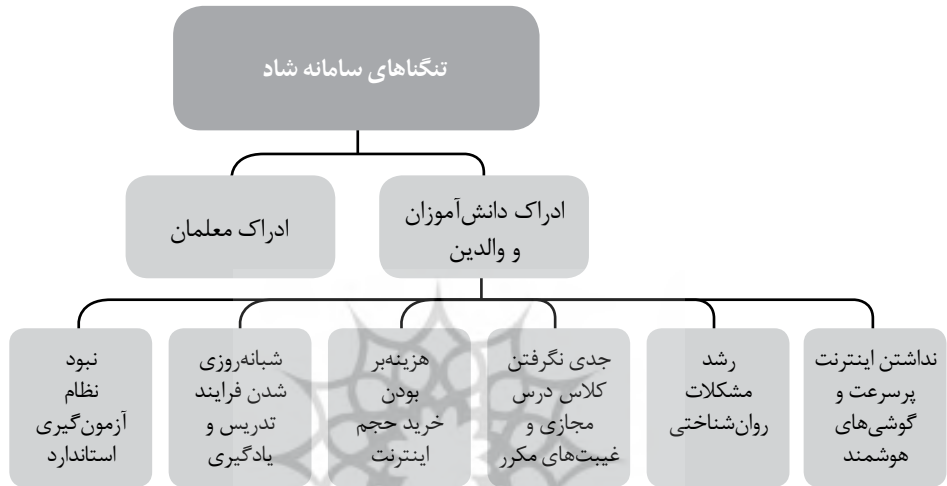 تنگناهای سامانه شاد
ادراک دانش‌آموزان
و والدین
ادراک معلمان
نداشتن اینترنت
پرسرعت و
گوشی‌های
هوشمند
رشد
مشکلات
روان‌شناختی
جدی نگرفتن
کلاس درس
مجازی و
غیبت‌های مکرر
هزینه‌بر
بودن
خرید حجم
اینترنت
شبانه‌روزی
شدن فرایند
تدریس و
یادگیری
نبود
نظام
آزمون‌گیری
استاندارد